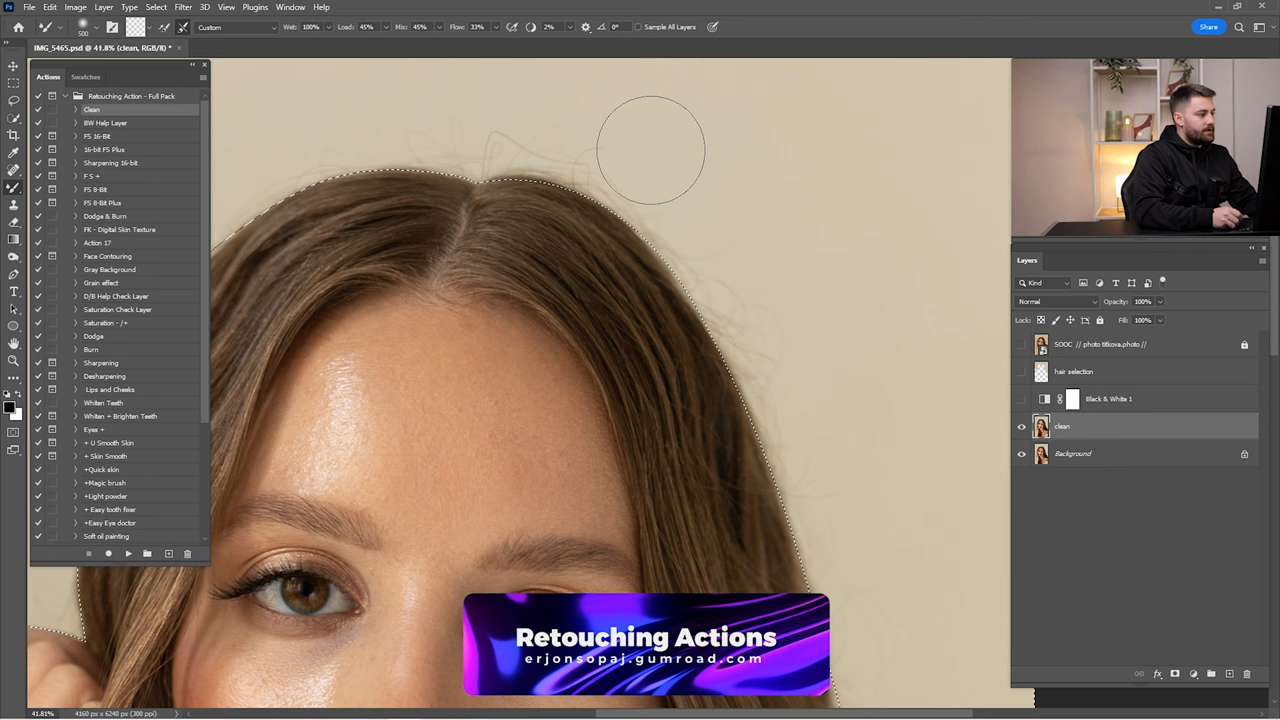 File Edit Image Layer Type Select Filter 3D View Plugins Window Help
500 Custom Wet: 100% Load: 45% Mix: 45% Flow: 33% 2% 0° Sample All Layers Share
IMG_5465.psd @ 41.8% (clean, RGB/8) *
Actions Swatches
Retouching Action - Full Pack
Clean
BW Help Layer
FS 16-Bit
16-bit FS Plus
Sharpening 16-bit
F S +
FS 8-Bit
FS 8-Bit Plus
Dodge & Burn
FK - Digital Skin Texture
Action 17
Face Contouring
Gray Background
Grain effect
D/B Help Check Layer
Saturation Check Layer
Saturation - /+
Dodge
Burn
Sharpening
Desharpening
Lips and Cheeks
Whiten Teeth
Whiten + Brighten Teeth
Eyes +
+ U Smooth Skin
+ Skin Smooth
+Quick skin
+Magic brush
+Light powder
+ Easy tooth fixer
+Easy Eye doctor
Soft oil painting
Layers
Kind
Normal Opacity: 100%
Lock: Fill: 100%
SOOC // photo titkova.photo //
hair selection
Black & White 1
clean
Background
Retouching Actions
erjonsopaj.gumroad.com
41.81% 4160 px x 6240 px (300 ppi)